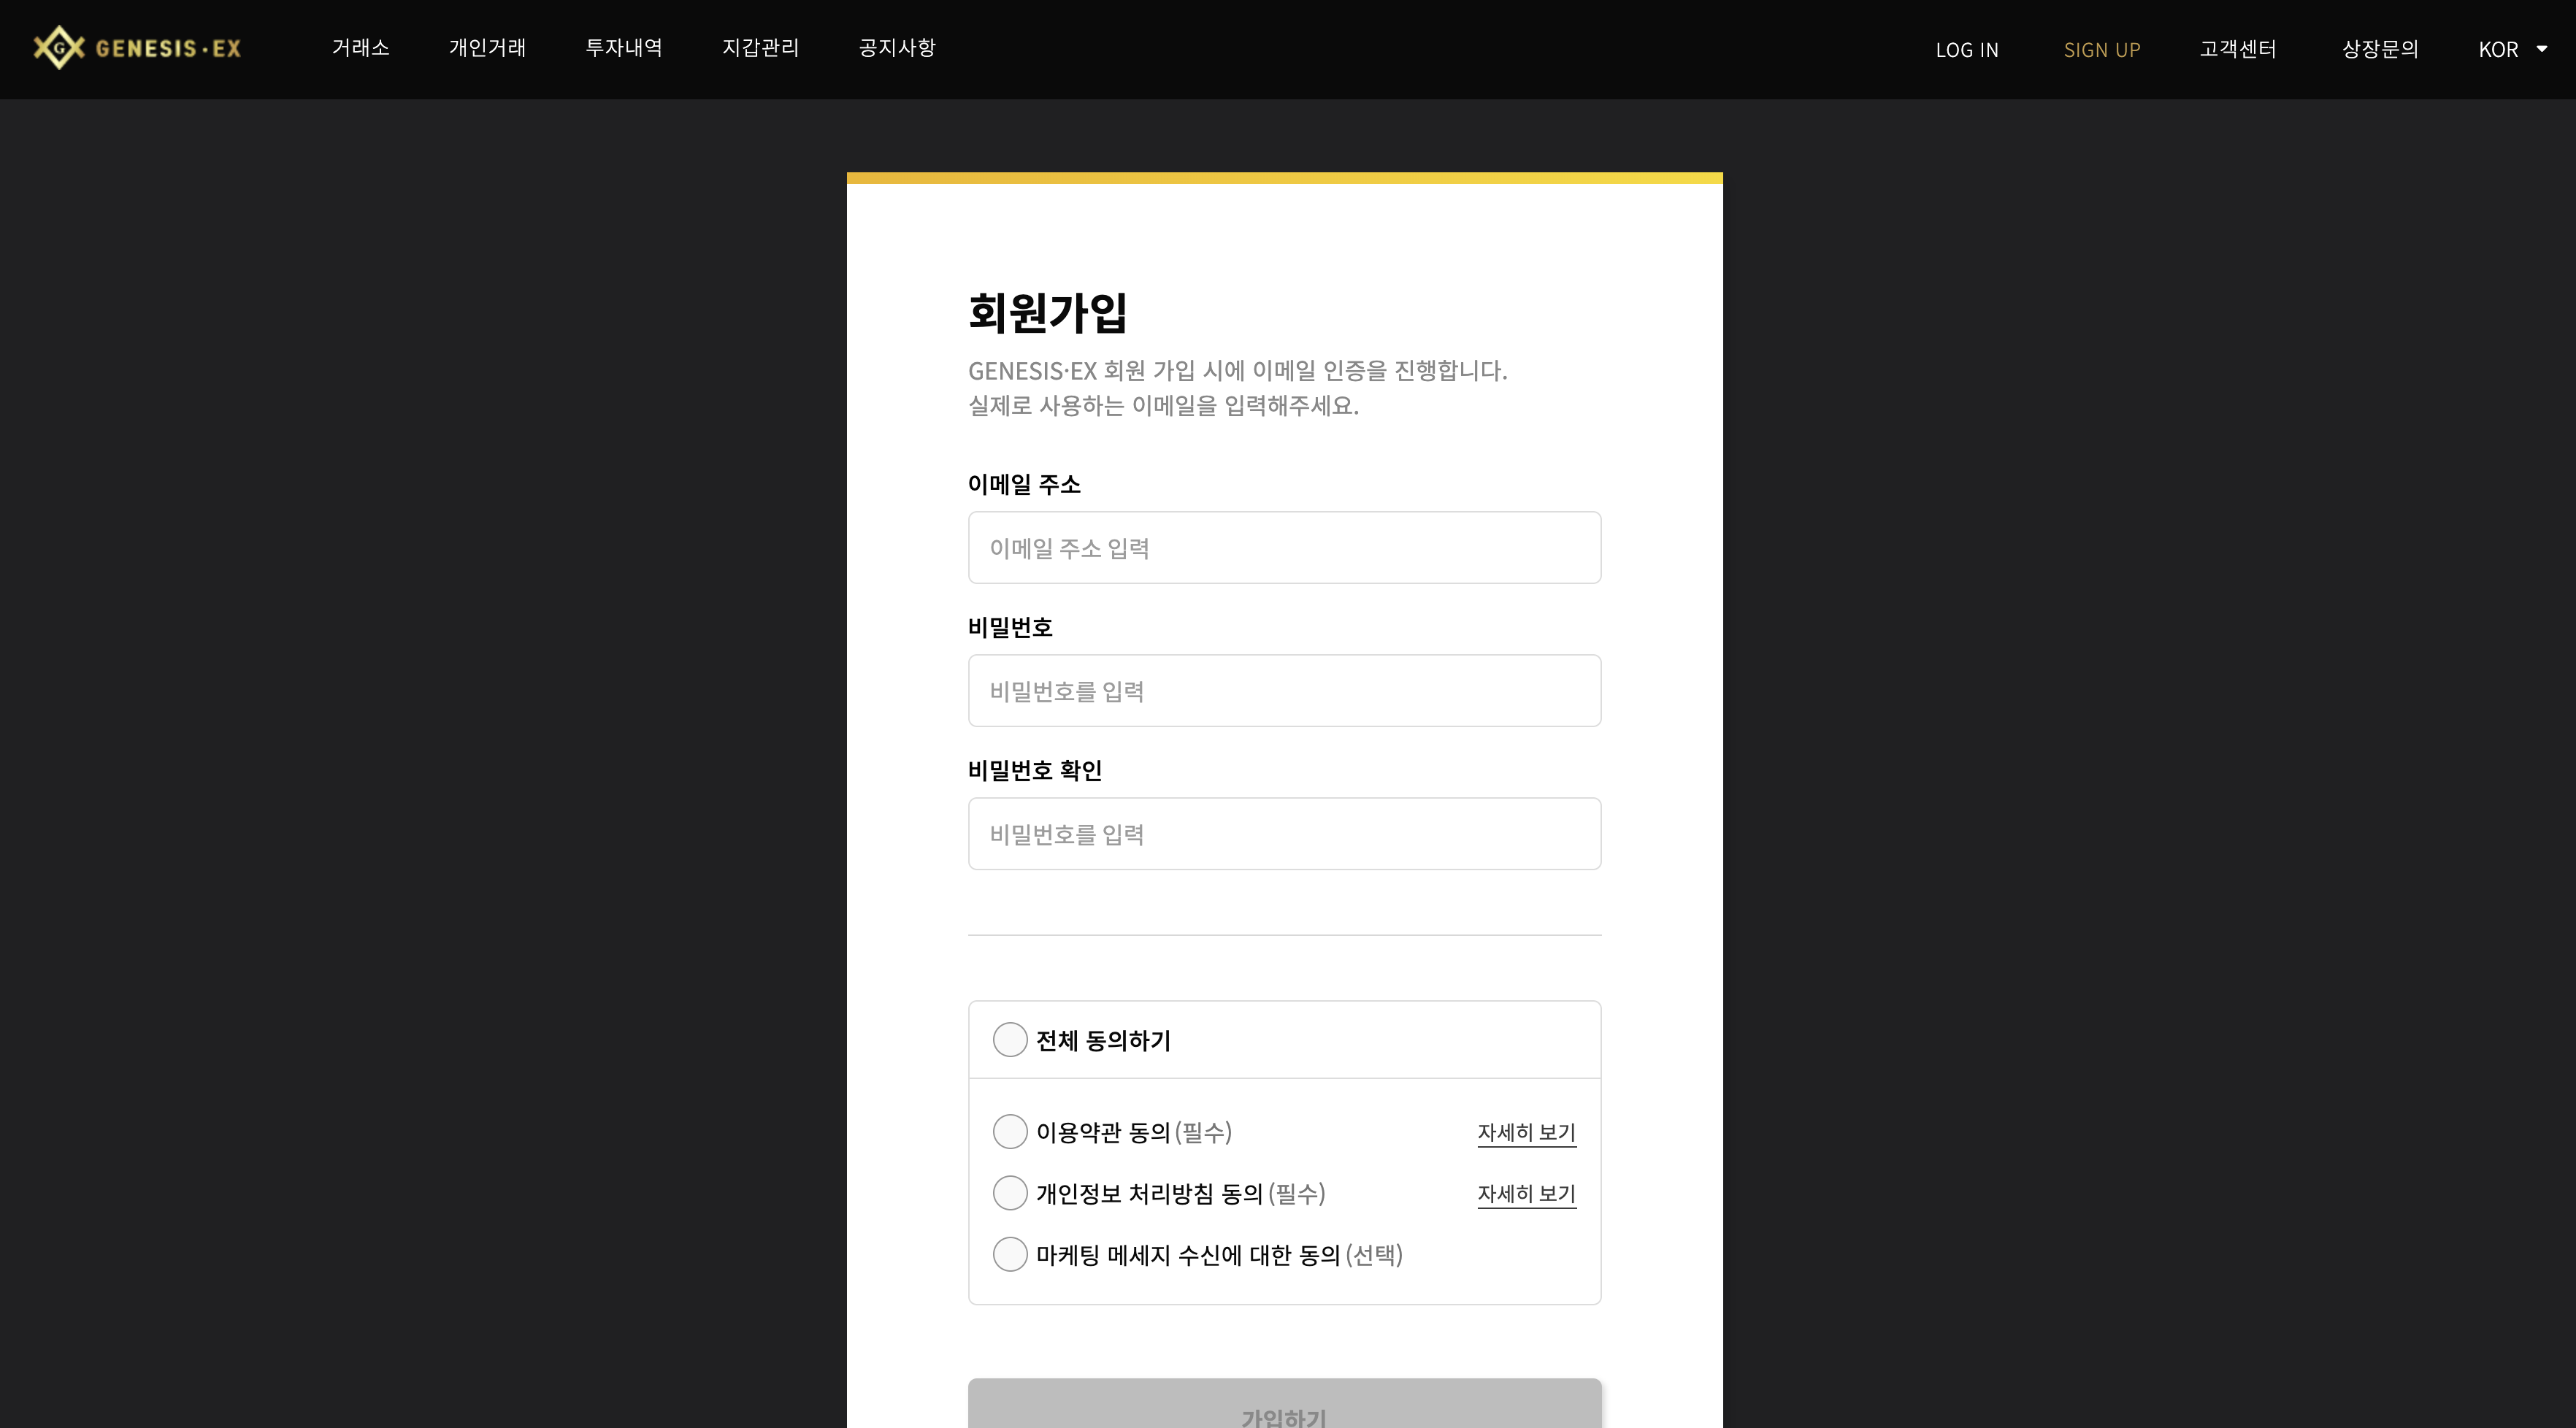 G GENESIS·EX 거래소 개인거래 투자내역 지갑관리 공지사항 LOG IN SIGN UP 고객센터 상장문의 KOR
회원가입
GENESIS·EX 회원 가입 시에 이메일 인증을 진행합니다.
실제로 사용하는 이메일을 입력해주세요.
이메일 주소
이메일 주소 입력
비밀번호
비밀번호를 입력
비밀번호 확인
비밀번호를 입력
전체 동의하기
이용약관 동의 (필수) 자세히 보기
개인정보 처리방침 동의 (필수) 자세히 보기
마케팅 메세지 수신에 대한 동의 (선택)
가입하기